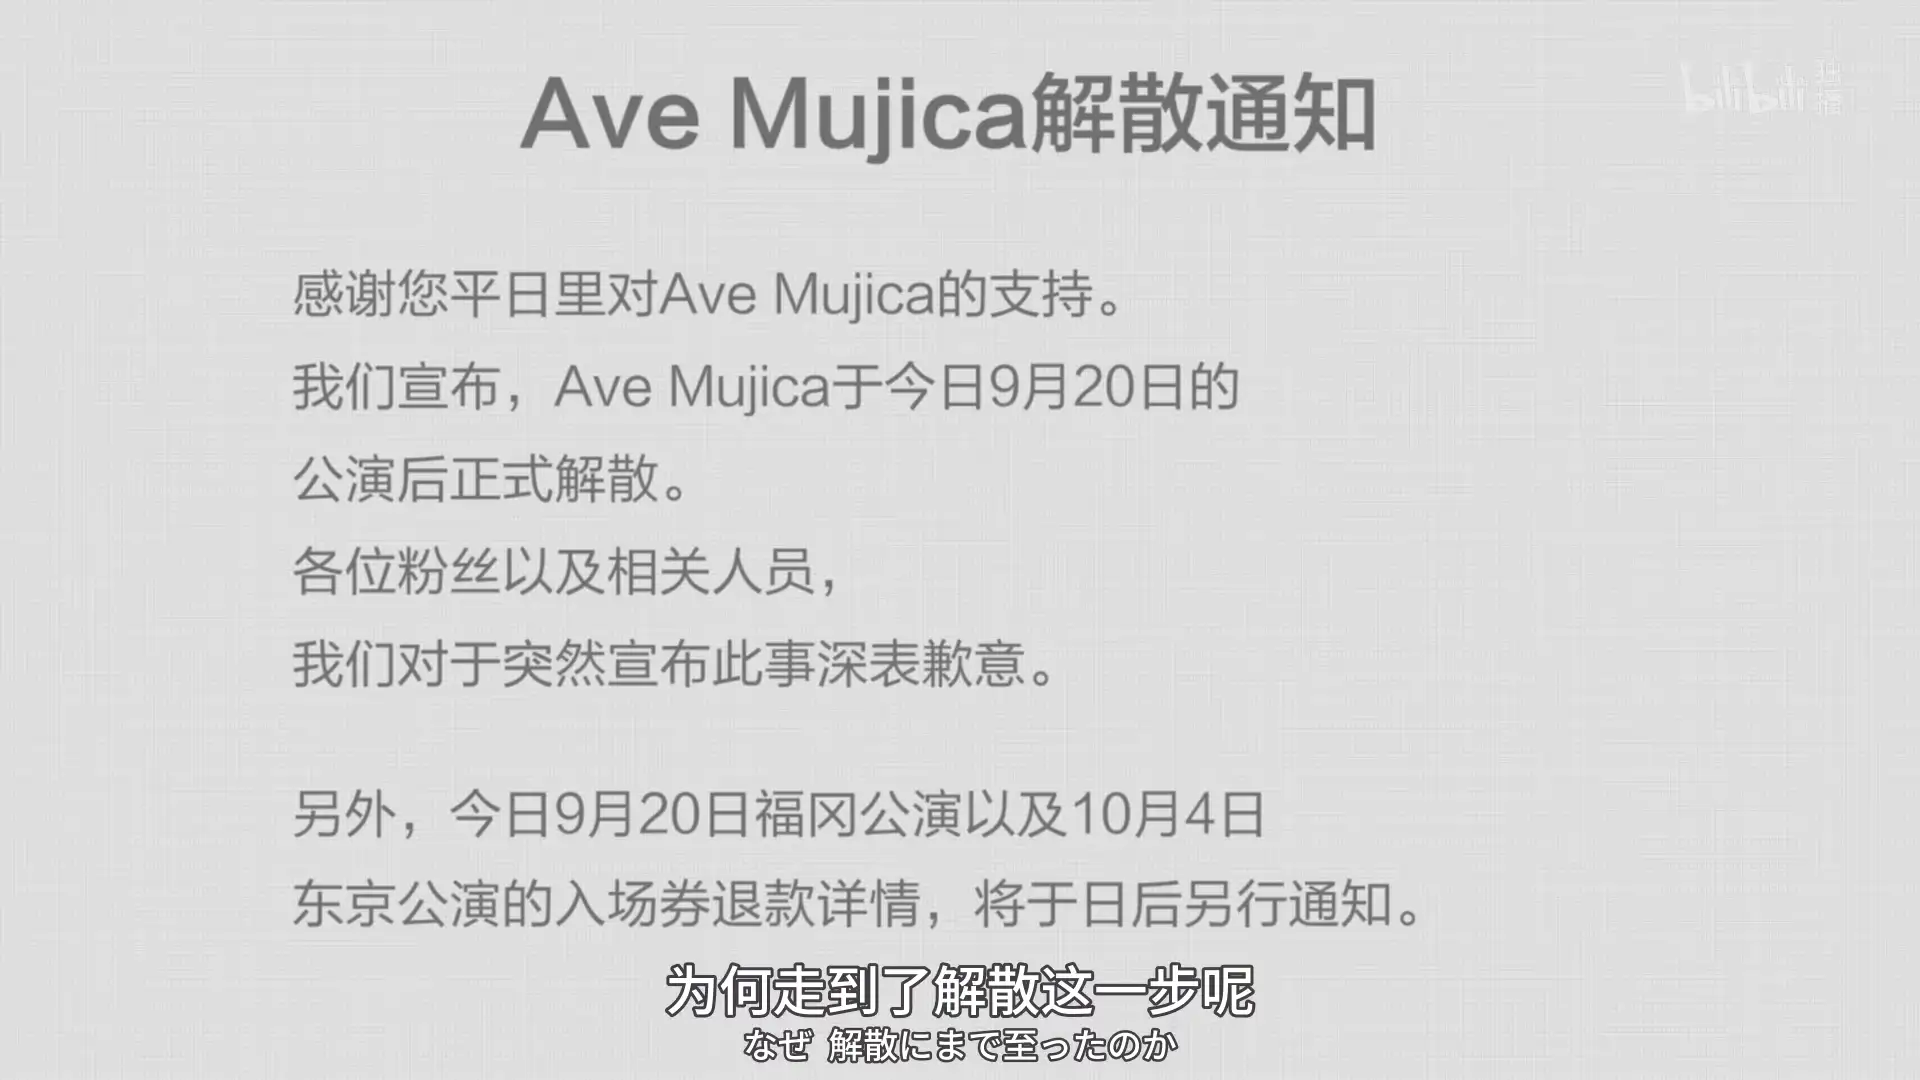 Ave Mujica解散通知
bilibili 独播
感谢您平日里对Ave Mujica的支持。
我们宣布，Ave Mujica于今日9月20日的
公演后正式解散。
各位粉丝以及相关人员，
我们对于突然宣布此事深表歉意。
另外，今日9月20日福冈公演以及10月4日
东京公演的入场券退款详情，将于日后另行通知。
为何走到了解散这一步呢
なぜ 解散にまで至ったのか